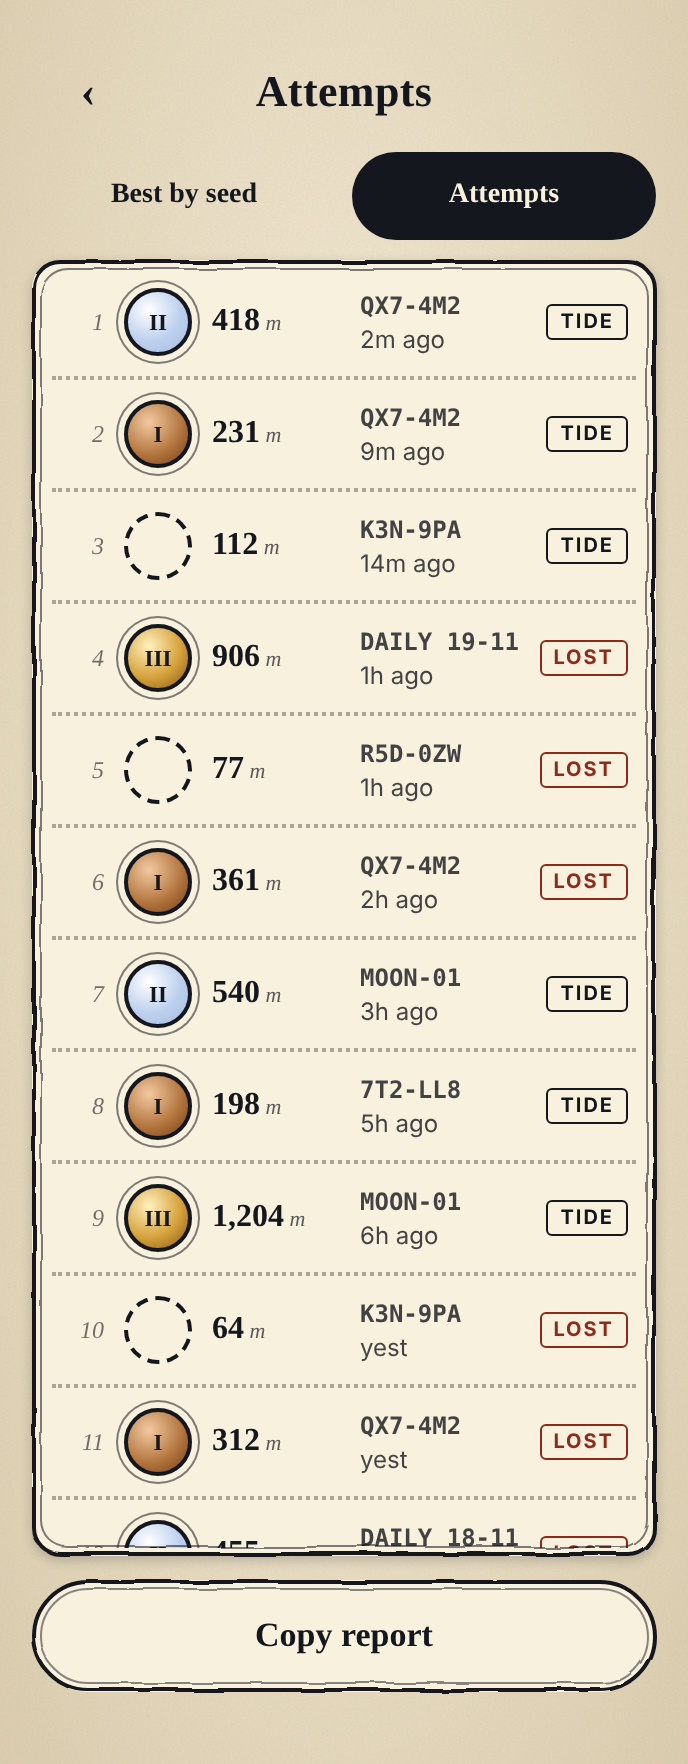 ‹ Attempts
Best by seed Attempts
1 II 418 m QX7-4M2 TIDE
2m ago
2 I 231 m QX7-4M2 TIDE
9m ago
3 112 m K3N-9PA TIDE
14m ago
4 III 906 m DAILY 19-11 LOST
1h ago
5 77 m R5D-0ZW LOST
1h ago
6 I 361 m QX7-4M2 LOST
2h ago
7 II 540 m MOON-01 TIDE
3h ago
8 I 198 m 7T2-LL8 TIDE
5h ago
9 III 1,204 m MOON-01 TIDE
6h ago
10 64 m K3N-9PA LOST
yest
11 I 312 m QX7-4M2 LOST
yest
DAILY 18-11
Copy report